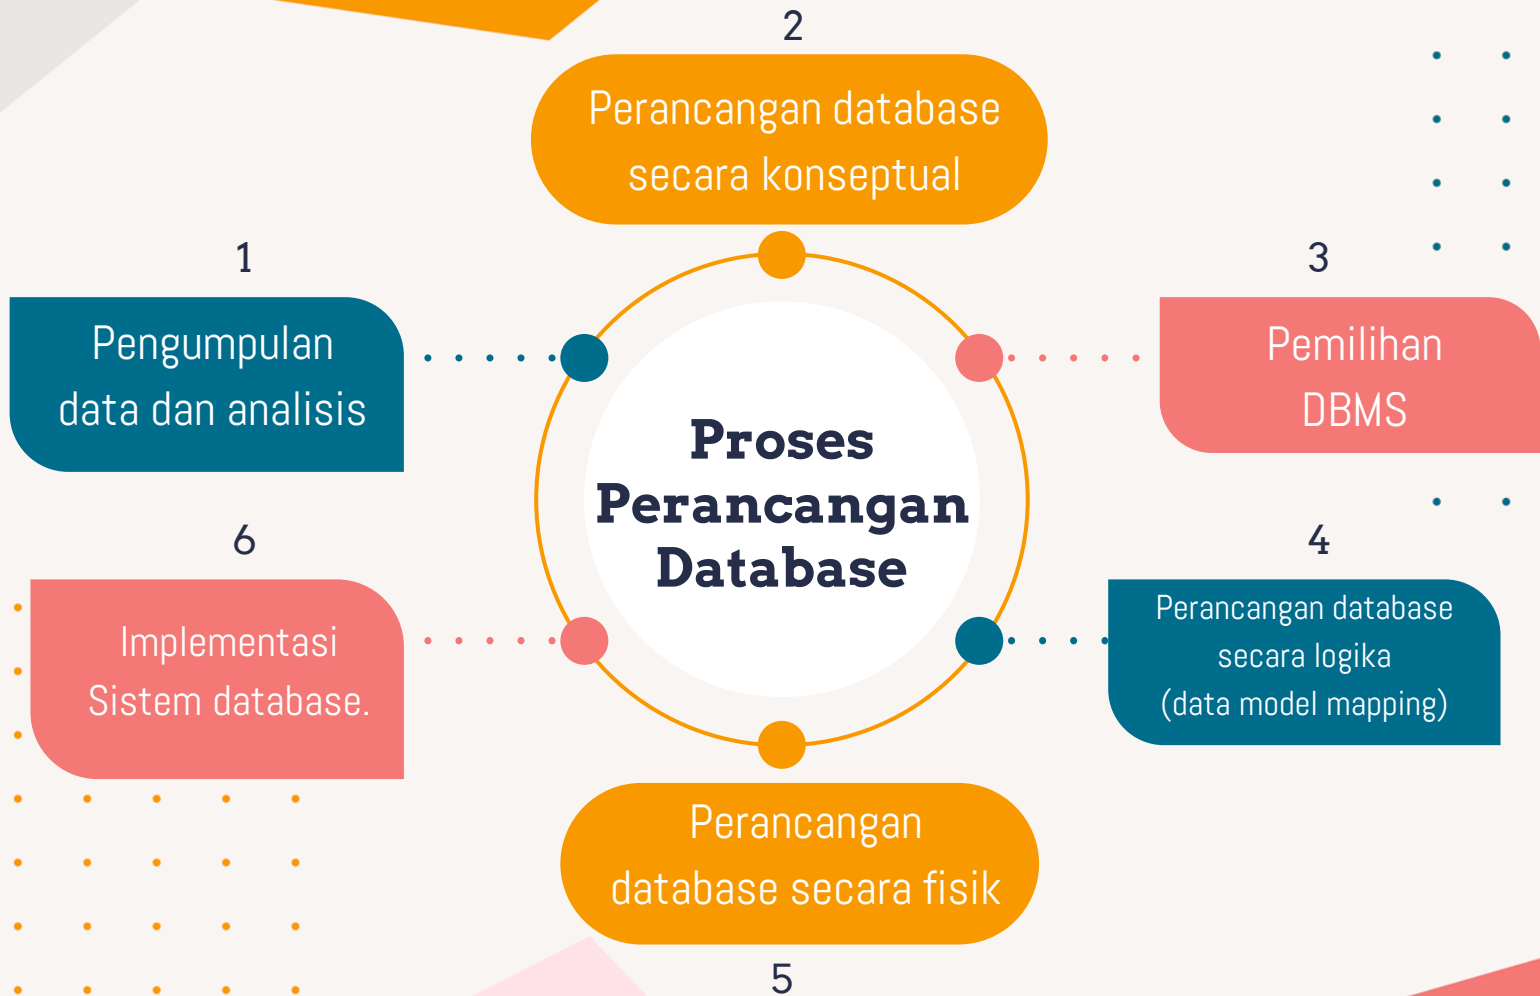 Proses
Perancangan
Database
1
Pengumpulan
data dan analisis
2
Perancangan database
secara konseptual
3
Pemilihan
DBMS
4
Perancangan database
secara logika
(data model mapping)
5
Perancangan
database secara fisik
6
Implementasi
Sistem database.